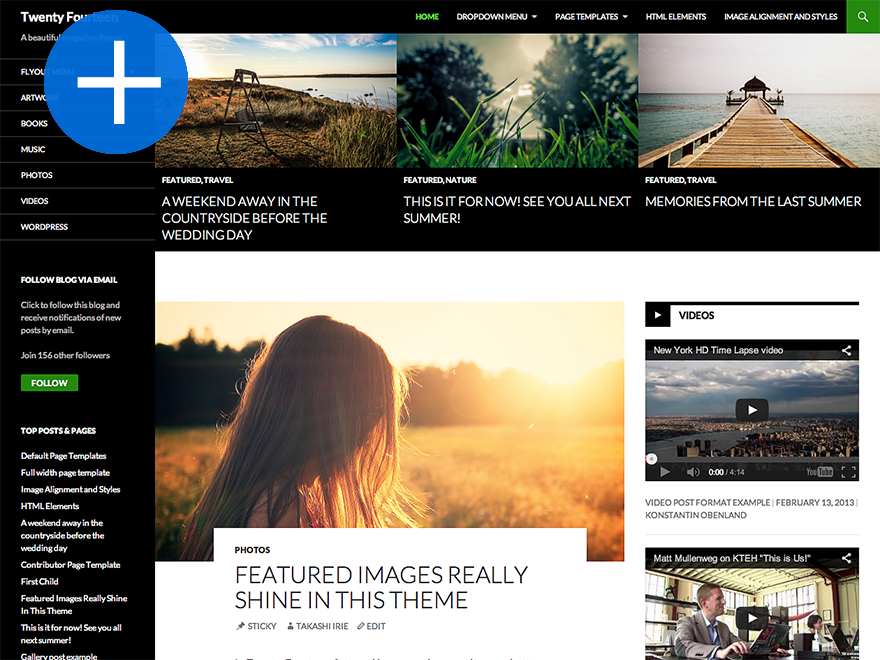 Twenty Fourteen
HOME
DROPDOWN MENU
PAGE TEMPLATES
HTML ELEMENTS
IMAGE ALIGNMENT AND STYLES
A beautiful magazine theme
FLYOUT MENU
ARTWORK
BOOKS
MUSIC
PHOTOS
VIDEOS
WORDPRESS
FEATURED, TRAVEL
A WEEKEND AWAY IN THE
COUNTRYSIDE BEFORE THE
WEDDING DAY
FEATURED, NATURE
THIS IS IT FOR NOW! SEE YOU ALL NEXT
SUMMER!
FEATURED, TRAVEL
MEMORIES FROM THE LAST SUMMER
FOLLOW BLOG VIA EMAIL
Click to follow this blog and
receive notifications of new
posts by email.
Join 156 other followers
FOLLOW
TOP POSTS & PAGES
Default Page Templates
Full width page template
Image Alignment and Styles
HTML Elements
A weekend away in the
countryside before the
wedding day
Contributor Page Template
First Child
Featured Images Really Shine
In This Theme
This is it for now! See you all
next summer!
Gallery post example
PHOTOS
FEATURED IMAGES REALLY
SHINE IN THIS THEME
STICKY TAKASHI IRIE EDIT
VIDEOS
New York HD Time Lapse video
0:00 / 4:14
YouTube
VIDEO POST FORMAT EXAMPLE | FEBRUARY 13, 2013 |
KONSTANTIN OBENLAND
Matt Mullenweg on KTEH "This is Us!"